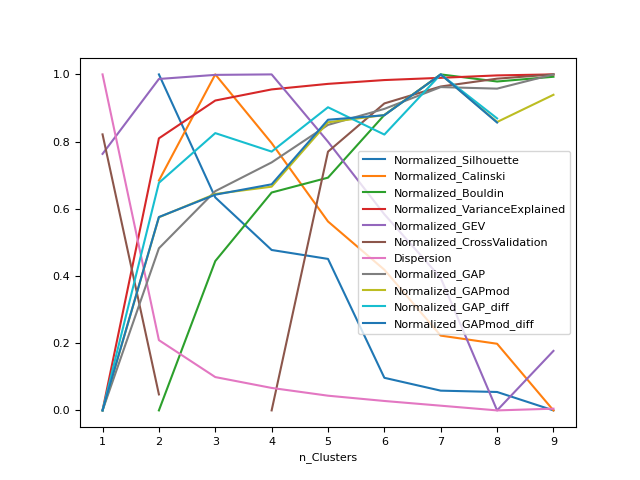 1.0
0.8
0.6
0.4
0.2
0.0
Normalized_Silhouette
Normalized_Calinski
Normalized_Bouldin
Normalized_VarianceExplained
Normalized_GEV
Normalized_CrossValidation
Dispersion
Normalized_GAP
Normalized_GAPmod
Normalized_GAP_diff
Normalized_GAPmod_diff
1 2 3 4 5 6 7 8 9
n_Clusters